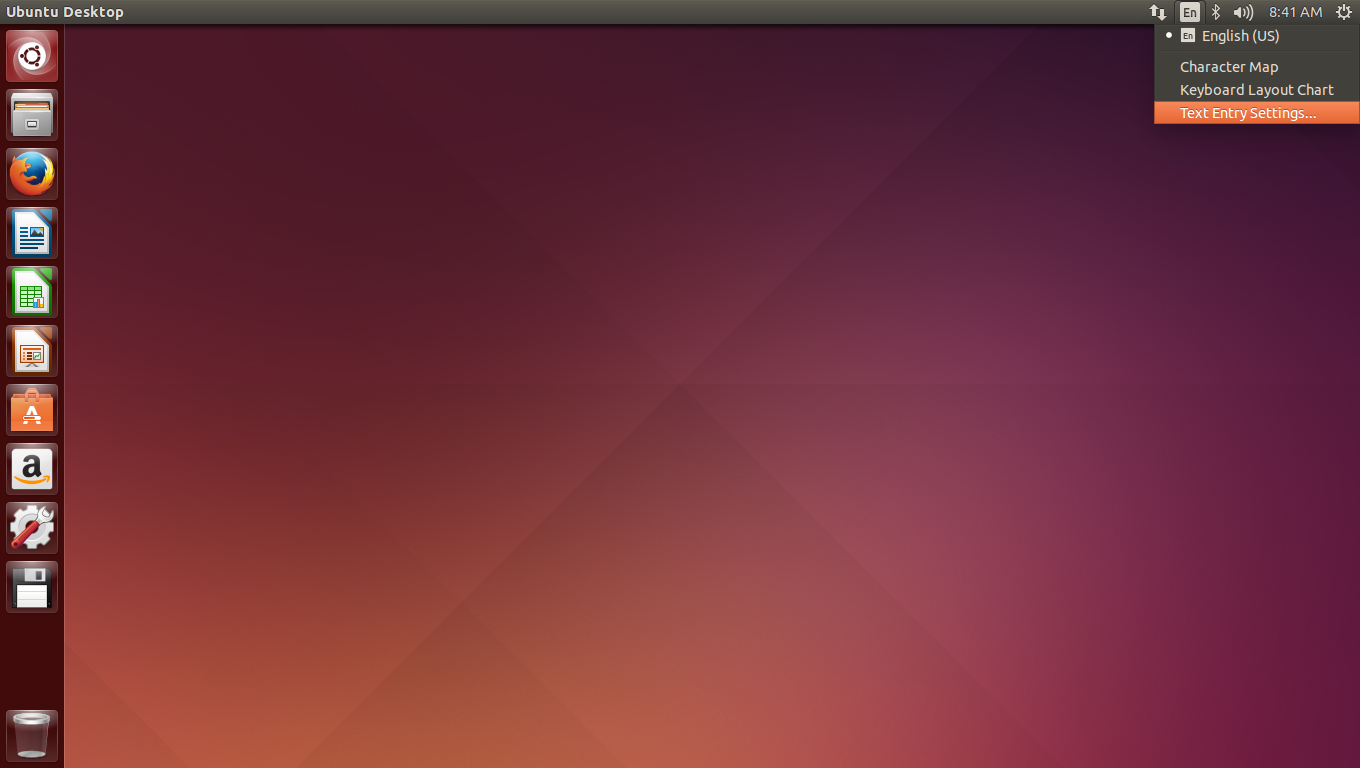 Ubuntu Desktop
En
8:41 AM
En English (US)
Character Map
Keyboard Layout Chart
Text Entry Settings...
A
a